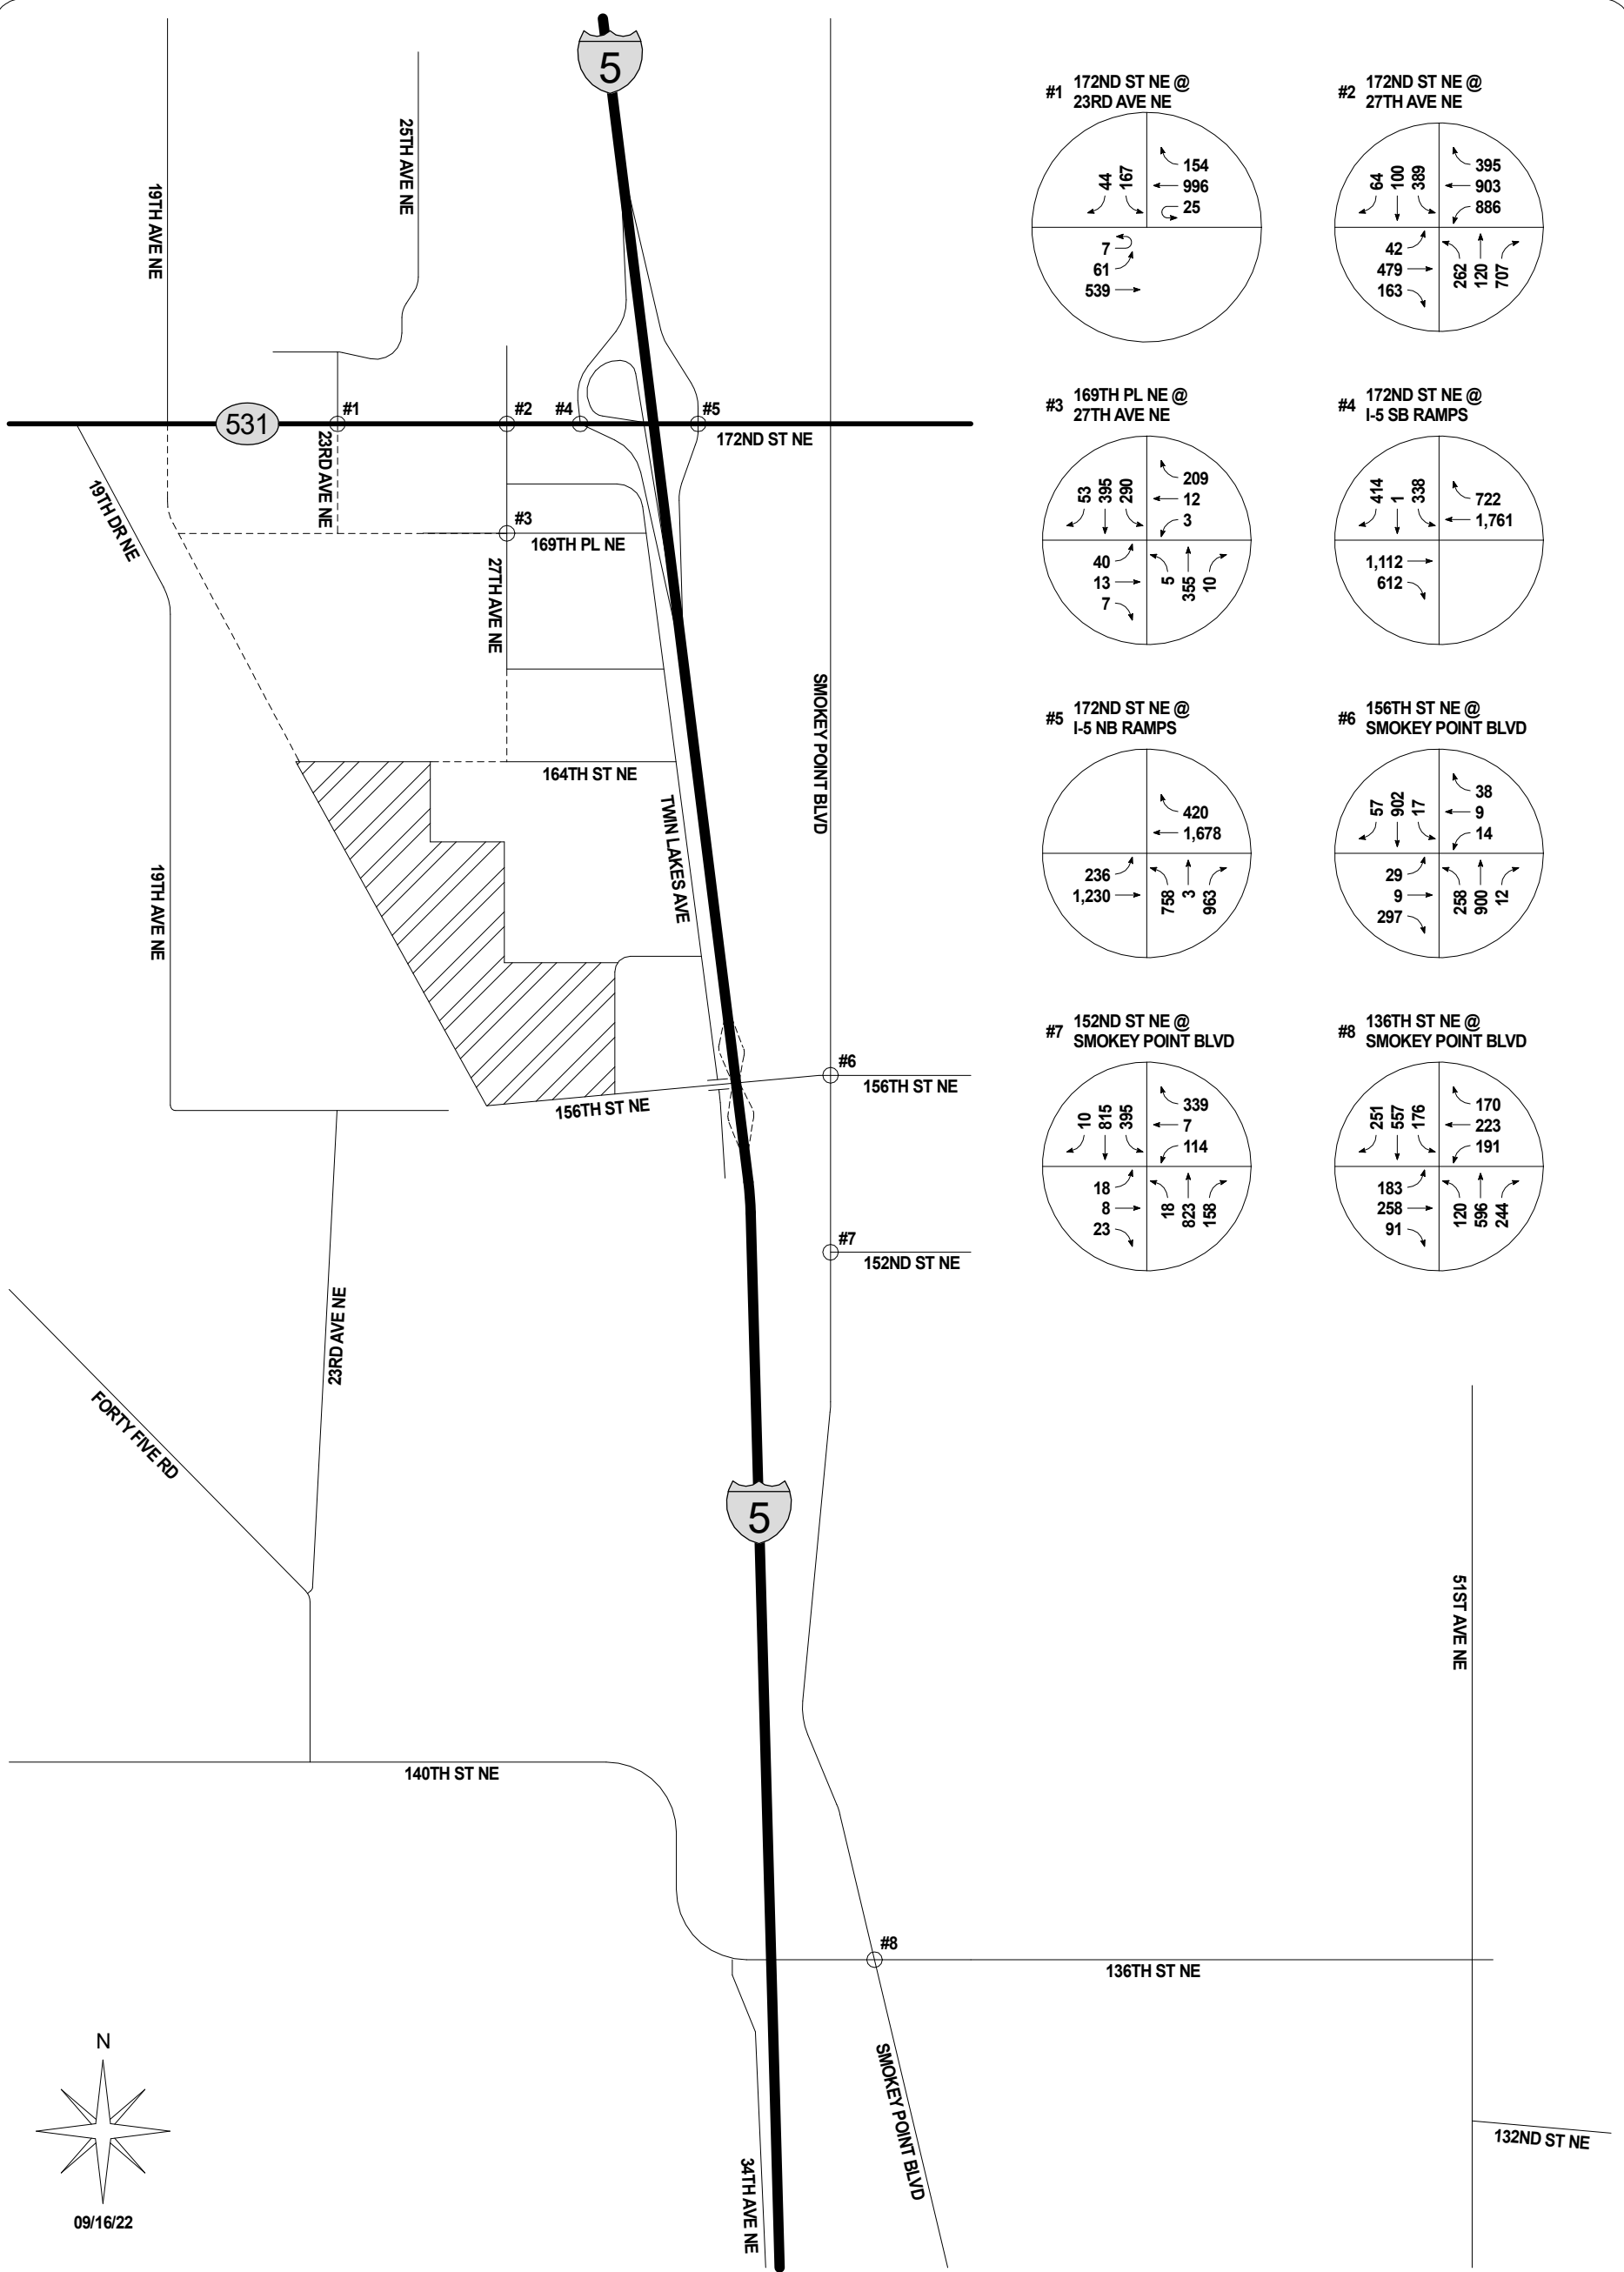 5
19TH AVE NE
25TH AVE NE
531
#1
#2
#4
#5
172ND ST NE
23RD AVE NE
19TH DR NE
#3
169TH PL NE
27TH AVE NE
SMOKEY POINT BLVD
164TH ST NE
TWIN LAKES AVE
19TH AVE NE
#6
156TH ST NE
156TH ST NE
#7
152ND ST NE
23RD AVE NE
FORTY FIVE RD
5
51ST AVE NE
140TH ST NE
#8
136TH ST NE
SMOKEY POINT BLVD
34TH AVE NE
132ND ST NE
N
09/16/22
#1 172ND ST NE @
23RD AVE NE
44 167
154
996
25
7
61
539
#2 172ND ST NE @
27TH AVE NE
64 100 389
395
903
886
42
479
163
262 120 707
#3 169TH PL NE @
27TH AVE NE
53 395 290
209
12
3
40
13
7
5 355 10
#4 172ND ST NE @
I-5 SB RAMPS
414 1 338
722
1,761
1,112
612
#5 172ND ST NE @
I-5 NB RAMPS
420
1,678
236
1,230
758 3 963
#6 156TH ST NE @
SMOKEY POINT BLVD
57 902 17
38
9
14
29
9
297
258 900 12
#7 152ND ST NE @
SMOKEY POINT BLVD
10 815 395
339
7
114
18
8
23
18 823 158
#8 136TH ST NE @
SMOKEY POINT BLVD
251 557 176
170
223
191
183
258
91
120 596 244